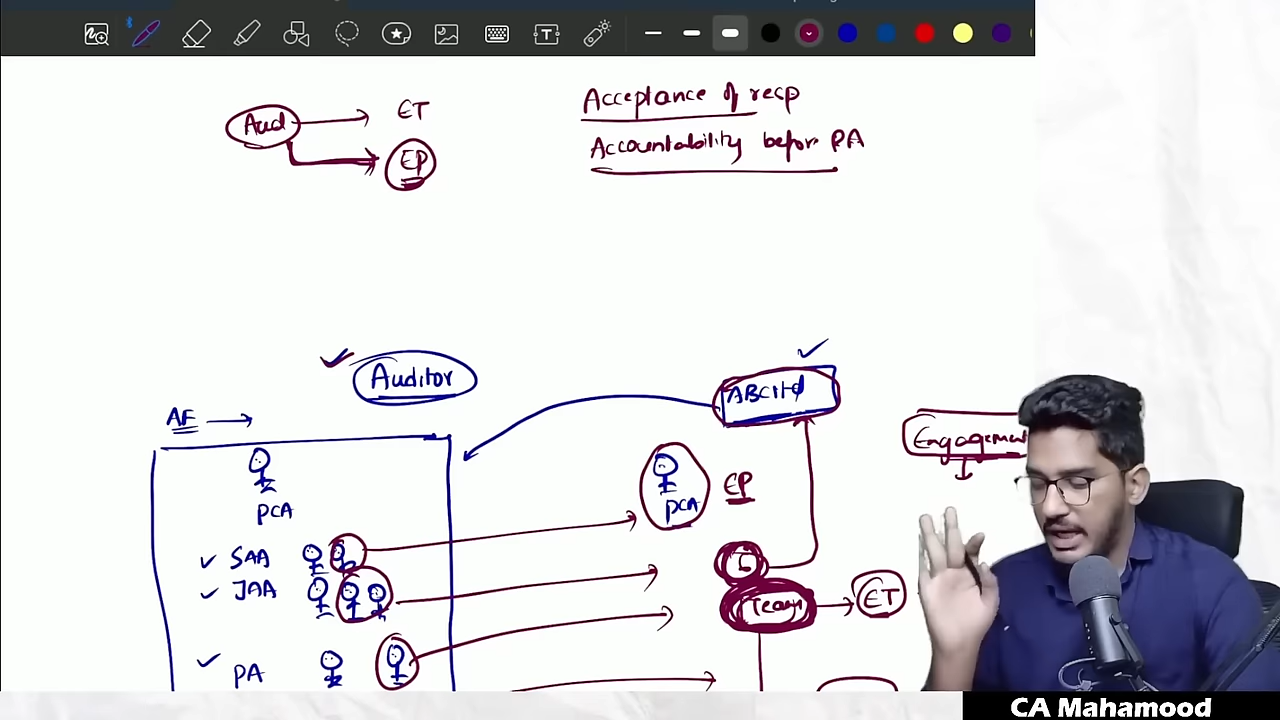 Aud → ET
EP
Acceptance of resp
Accountability before PA
Auditor
ABC ltd
AF →
Engagement
PCA
PCA
EP
✓ SAA
✓ JAA
Team → ET
✓ PA
CA Mahamood